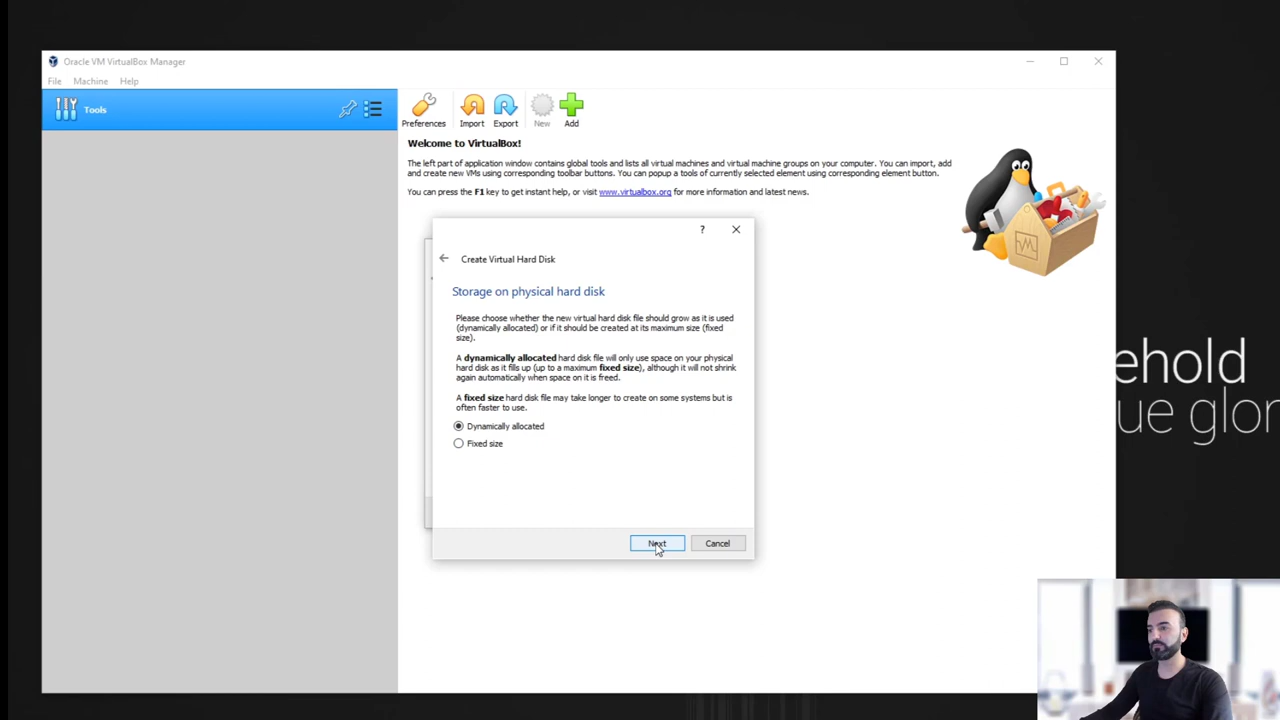 Oracle VM VirtualBox Manager
File Machine Help
Tools
Preferences Import Export New Add
Welcome to VirtualBox!
The left part of application window contains global tools and lists all virtual machines and virtual machine groups on your computer. You can import, add
and create new VMs using corresponding toolbar buttons. You can popup a tools of currently selected element using corresponding element button.
You can press the F1 key to get instant help, or visit www.virtualbox.org for more information and latest news.
?
Create Virtual Hard Disk
Storage on physical hard disk
Please choose whether the new virtual hard disk file should grow as it is used
(dynamically allocated) or if it should be created at its maximum size (fixed
size).
A dynamically allocated hard disk file will only use space on your physical
hard disk as it fills up (up to a maximum fixed size), although it will not shrink
again automatically when space on it is freed.
A fixed size hard disk file may take longer to create on some systems but is
often faster to use.
Dynamically allocated
Fixed size
Next Cancel
ehold
ue glor